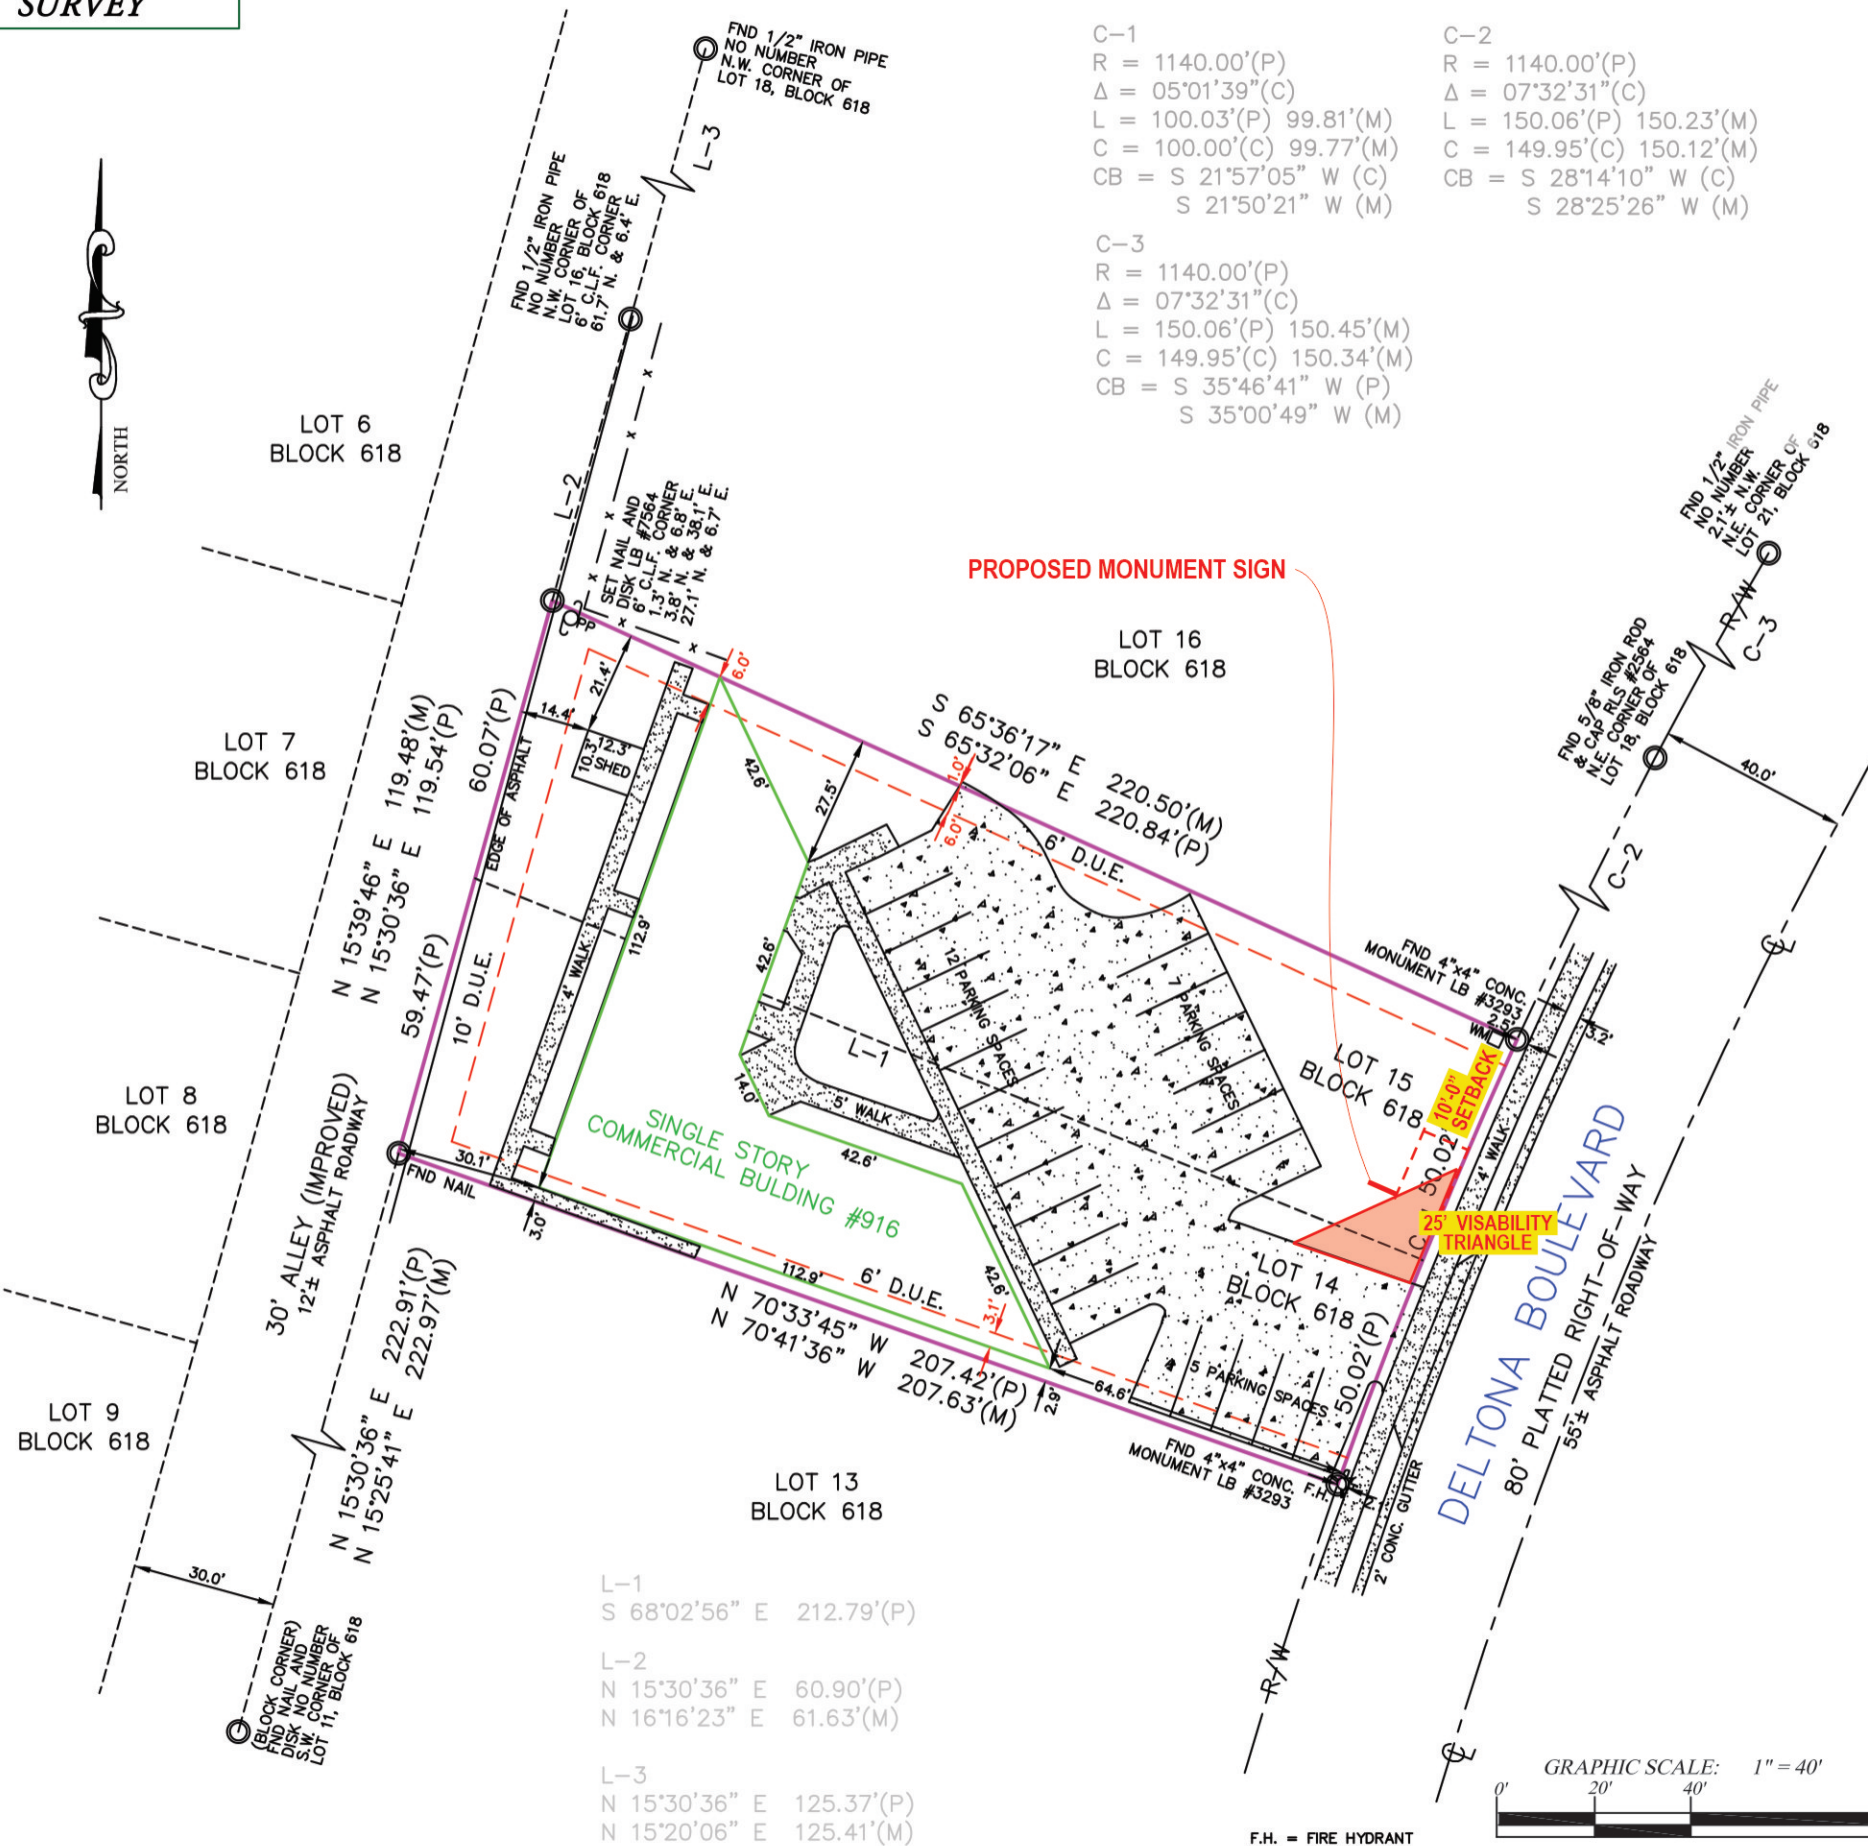 SURVEY
FND 1/2" IRON PIPE
NO NUMBER
N.W. CORNER OF
LOT 18, BLOCK 618
L-3
C-1
R = 1140.00'(P)
Δ = 05°01'39"(C)
L = 100.03'(P) 99.81'(M)
C = 100.00'(C) 99.77'(M)
CB = S 21°57'05" W (C)
S 21°50'21" W (M)
C-2
R = 1140.00'(P)
Δ = 07°32'31"(C)
L = 150.06'(P) 150.23'(M)
C = 149.95'(C) 150.12'(M)
CB = S 28°14'10" W (C)
S 28°25'26" W (M)
C-3
R = 1140.00'(P)
Δ = 07°32'31"(C)
L = 150.06'(P) 150.45'(M)
C = 149.95'(C) 150.34'(M)
CB = S 35°46'41" W (P)
S 35°00'49" W (M)
FND 1/2" IRON PIPE
NO NUMBER
N.W. CORNER OF
LOT 16, BLOCK 618
6' C.L.F. CORNER
61.7' N. & 6.4' E.
NORTH
LOT 6
BLOCK 618
L-2
SET NAIL AND
DISK LB #7564
6' C.L.F. CORNER
1.3' N. & 6.8' E.
3.8' N. & 38.1' E.
27.1' N. & 6.7' E.
PP
FND 1/2" IRON PIPE
NO NUMBER
2.1'± N.W.
N.E. CORNER OF
LOT 21, BLOCK 618
R/W
C-3
PROPOSED MONUMENT SIGN
LOT 16
BLOCK 618
FND 5/8" IRON ROD
& CAP RLS #2564
N.E. CORNER OF
LOT 18, BLOCK 618
40.0'
C-2
LOT 7
BLOCK 618
N 15°39'46" E 119.48'(M)
N 15°30'36" E 119.54'(P)
60.07'(P)
59.47'(P)
EDGE OF ASPHALT
14.4'
21.4'
12.3'
10.3'
SHED
6.0'
42.6'
27.5'
S 65°36'17" E 220.50'(M)
S 65°32'06" E 220.84'(P)
1.0'
6.0'
6' D.U.E.
112.9'
4' WALK
10' D.U.E.
42.6'
12 PARKING SPACES
7 PARKING SPACES
L-1
5' WALK
14.0'
42.6'
FND 4"x4" CONC.
MONUMENT LB #3293
2.5'
WM
3.2'
LOT 15
BLOCK 618
10'-0"
SETBACK
50.02'
4' WALK
25' VISABILITY
TRIANGLE
C
DELTONA BOULEVARD
80' PLATTED RIGHT-OF-WAY
55'± ASPHALT ROADWAY
LOT 8
BLOCK 618
30' ALLEY (IMPROVED)
12'± ASPHALT ROADWAY
30.1'
FND NAIL
3.0'
SINGLE STORY
COMMERCIAL BULDING #916
112.9'
6' D.U.E.
42.6'
3.1'
2.9'
64.6'
LOT 14
BLOCK 618
50.02'(P)
5 PARKING SPACES
N 70°33'45" W 207.42'(P)
N 70°41'36" W 207.63'(M)
FND 4"x4" CONC.
MONUMENT LB #3293
F.H.
2' CONC. GUTTER
LOT 9
BLOCK 618
N 15°30'36" E 222.91'(P)
N 15°25'41" E 222.97'(M)
LOT 13
BLOCK 618
30.0'
(BLOCK CORNER)
FND NAIL AND
DISK NO NUMBER
S.W. CORNER OF
LOT 11, BLOCK 618
L-1
S 68°02'56" E 212.79'(P)
L-2
N 15°30'36" E 60.90'(P)
N 16°16'23" E 61.63'(M)
L-3
N 15°30'36" E 125.37'(P)
N 15°20'06" E 125.41'(M)
R/W
GRAPHIC SCALE: 1" = 40'
0' 20' 40'
F.H. = FIRE HYDRANT